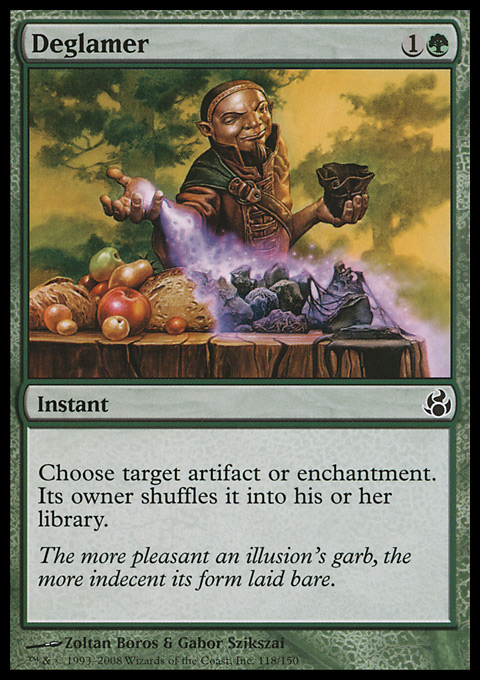 Deglamer 1
Instant
Choose target artifact or enchantment.
Its owner shuffles it into his or her
library.
The more pleasant an illusion's garb, the
more indecent its form laid bare.
Zoltan Boros & Gabor Szikszai
™ & © 1993–2008 Wizards of the Coast, Inc. 118/150